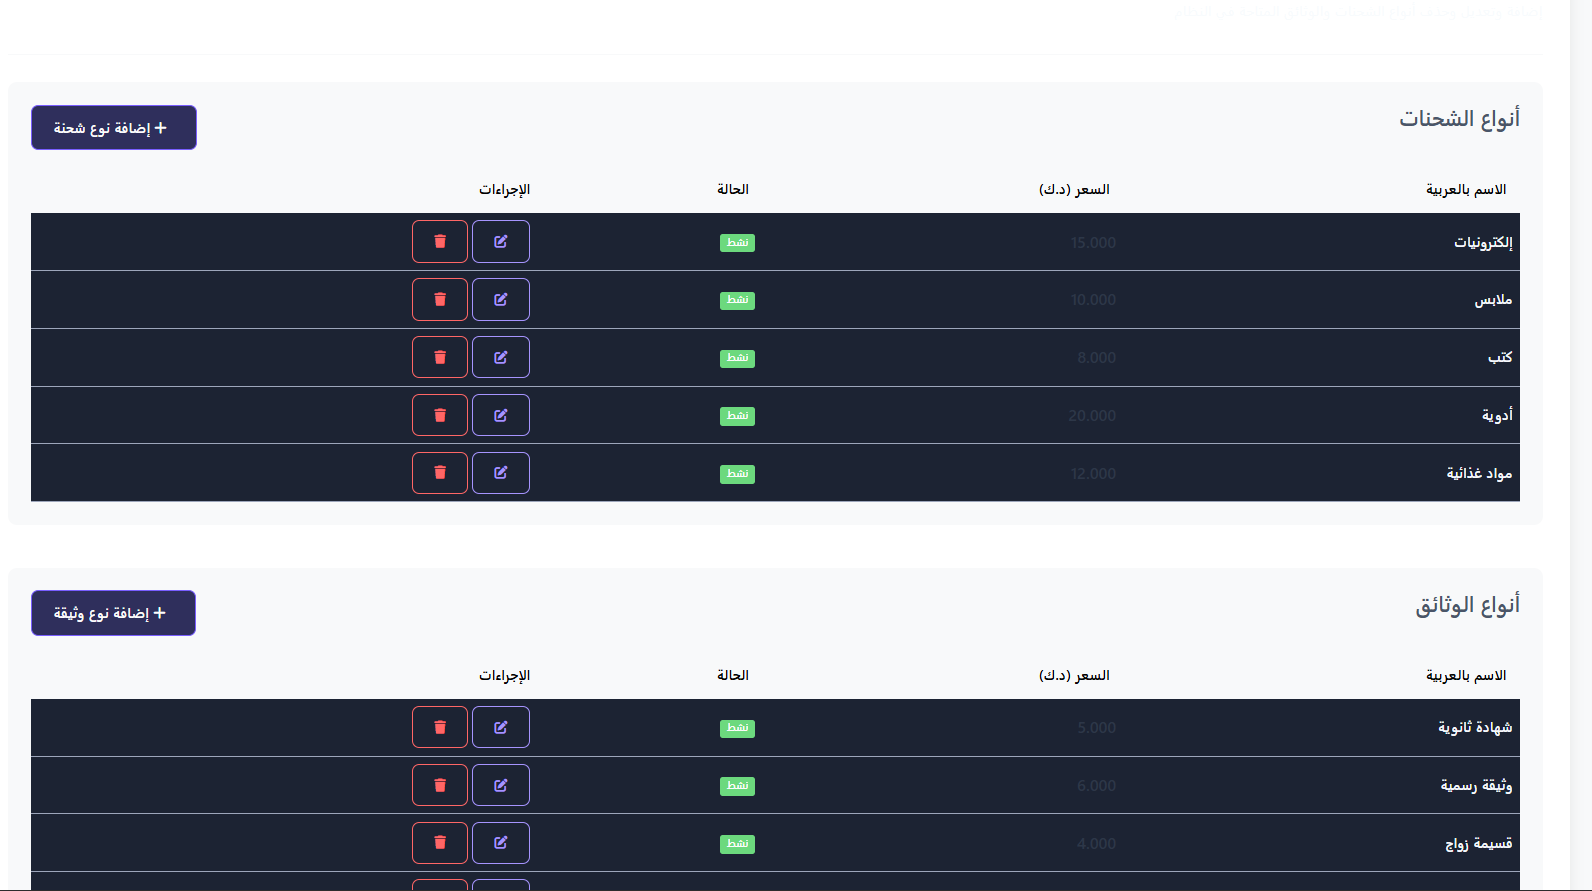 أنواع الشحنات
+ إضافة نوع شحنة
الاسم بالعربية السعر (د.ك) الحالة الإجراءات
إلكترونيات 15.000 نشط
ملابس 10.000 نشط
كتب 8.000 نشط
أدوية 20.000 نشط
مواد غذائية 12.000 نشط
أنواع الوثائق
+ إضافة نوع وثيقة
الاسم بالعربية السعر (د.ك) الحالة الإجراءات
شهادة ثانوية 5.000 نشط
وثيقة رسمية 6.000 نشط
قسيمة زواج 4.000 نشط